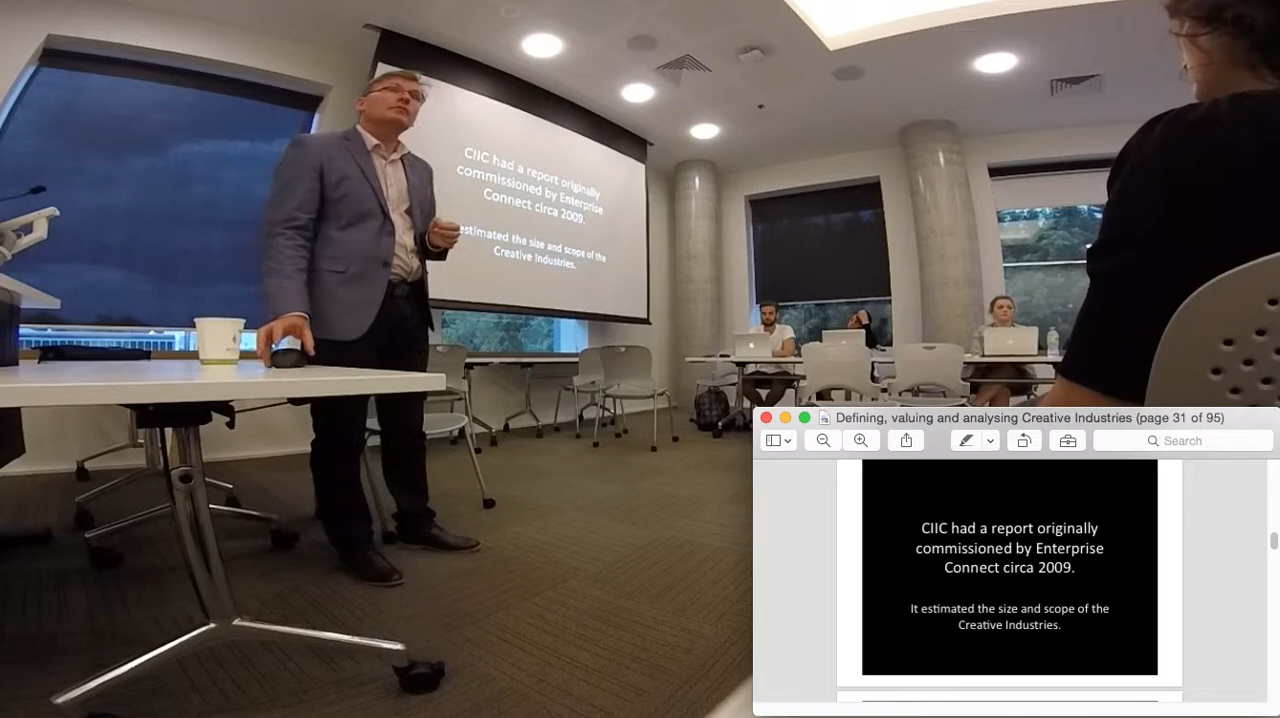 CIIC had a report originally
commissioned by Enterprise
Connect circa 2009.
estimated the size and scope of the
Creative Industries.
Defining, valuing and analysing Creative Industries (page 31 of 95)
Search
CIIC had a report originally
commissioned by Enterprise
Connect circa 2009.
It estimated the size and scope of the
Creative Industries.